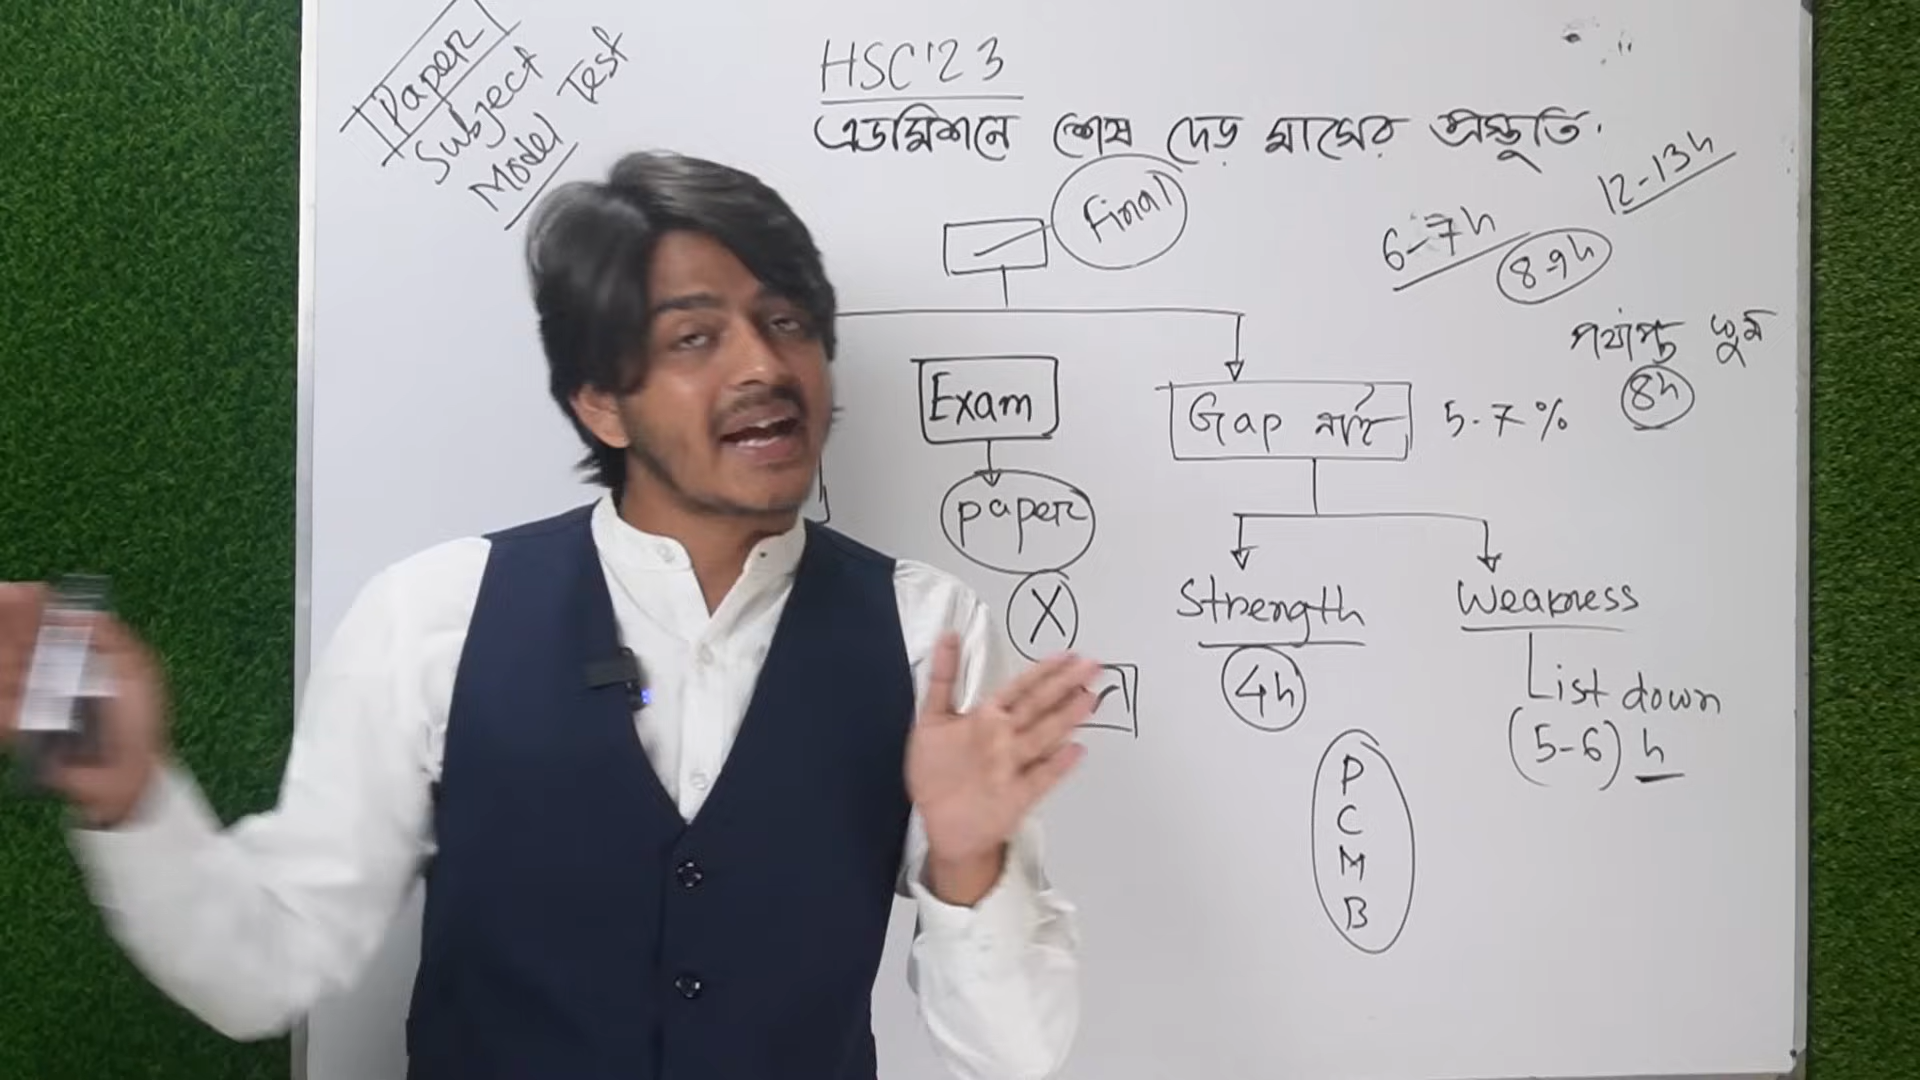 Paper
Subject
Model Test
HSC'23
এডমিশনে শেষ দেড় মাসের প্রস্তুতি.
Final
6-7h
8-9h
12-13h
পর্যাপ্ত ঘুম
8h
Exam
paper
X
Gap
5-7%
Strength
4h
Weakness
List down
(5-6) h
P
C
M
B